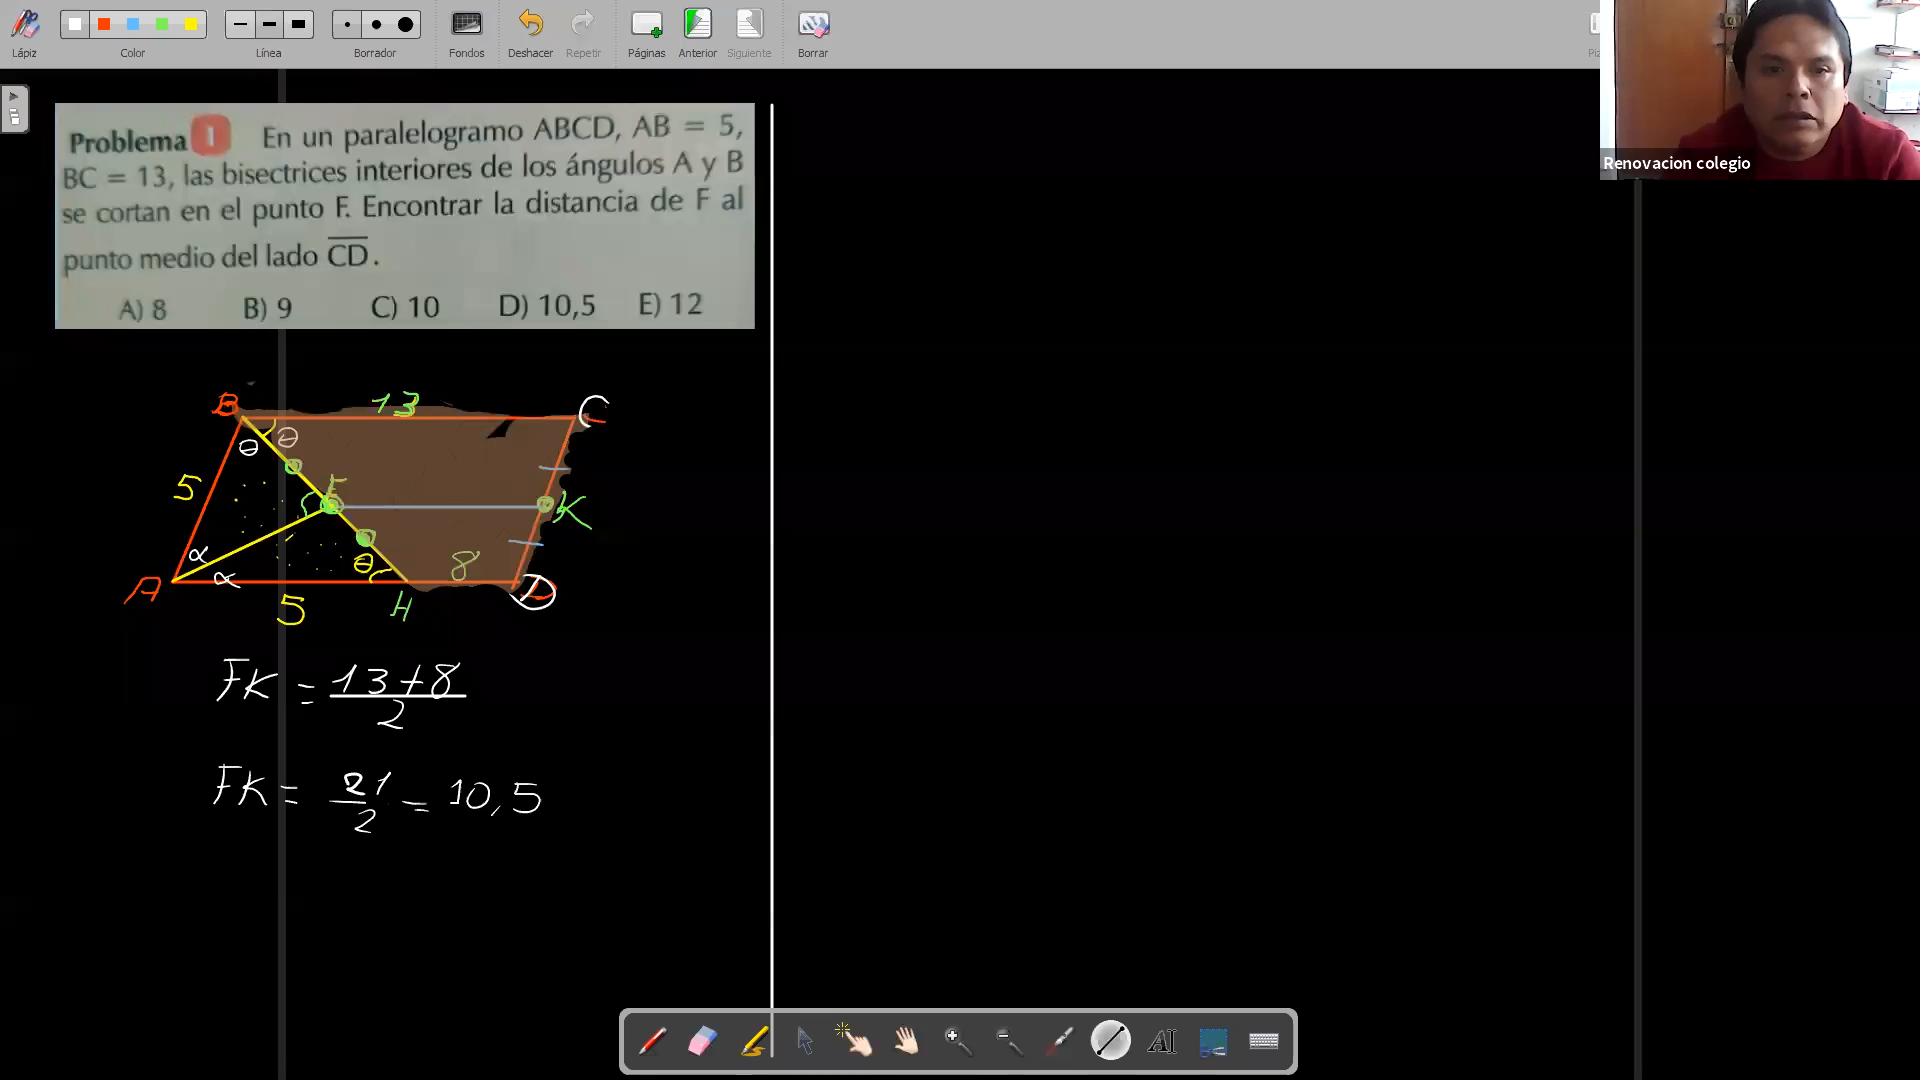 Lápiz
Color
Línea
Borrador
Fondos
Deshacer
Repetir
Páginas
Anterior
Siguiente
Borrar
Renovacion colegio
Problema 1 En un paralelogramo ABCD, AB = 5,
BC = 13, las bisectrices interiores de los ángulos A y B
se cortan en el punto F. Encontrar la distancia de F al
punto medio del lado CD.
A) 8 B) 9 C) 10 D) 10,5 E) 12
B 13 C
θ θ
5 F K
α α θ 8
A 5 H D
FK = 13+8
2
FK = 21 = 10,5
2
AI